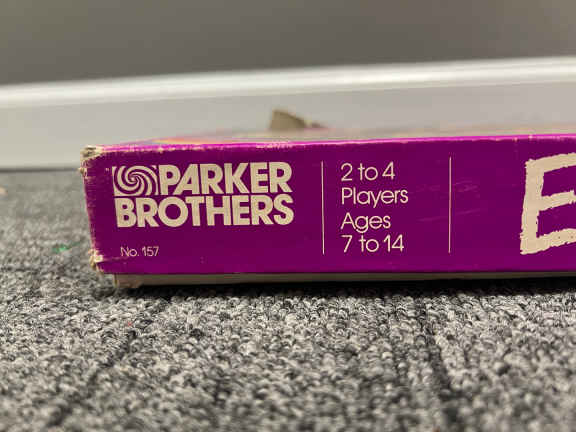 PARKER
BROTHERS
No. 157
2 to 4
Players
Ages
7 to 14
E